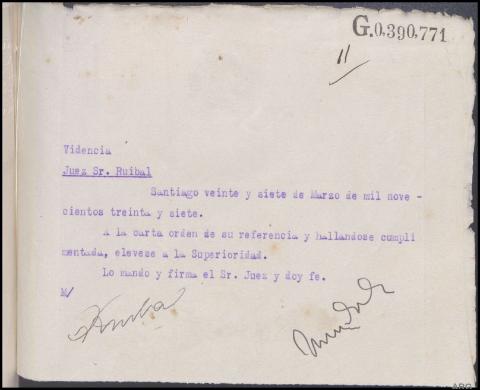 G.0,390,771
11
Videncia
Juez Sr. Ruibal
Santiago veinte y siete de Marzo de mil nove -
cientos treinta y siete.
A la carta orden de su referencia y hallandose cumpli
mentada, elevese a la Superioridad.
Lo mando y firma el Sr. Juez y doy fe.
M/